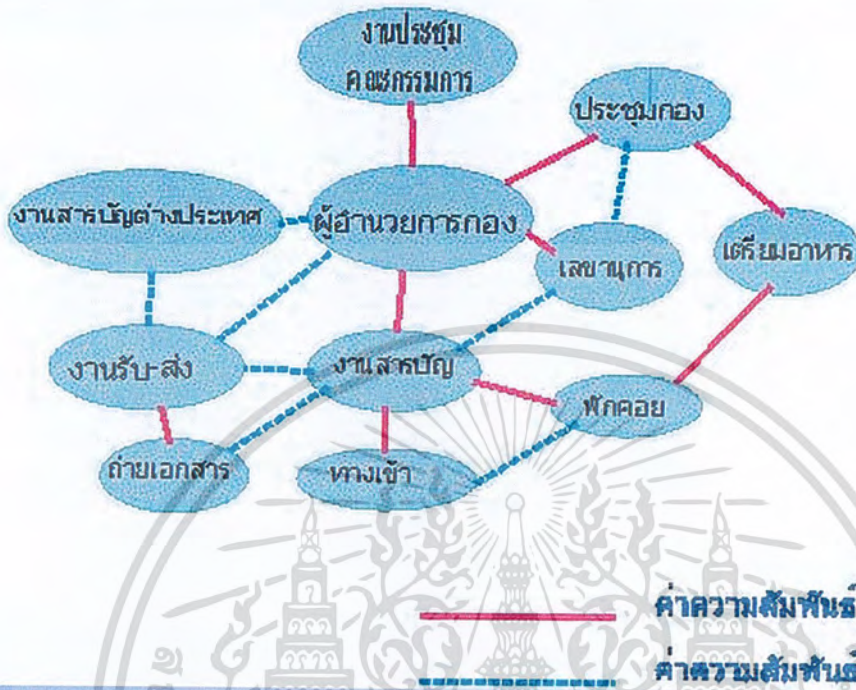 งานประชุม
คณะกรรมการ
ประชุมกอง
งานสารบัญต่างประเทศ
ผู้อำนวยการกอง
เลขานุการ
เตรียมอาหาร
งานรับ-ส่ง
งานสารบัญ
พักคอย
ถ่ายเอกสาร
ทางเข้า
ค่าความสัมพันธ์
ค่าความสัมพันธ์